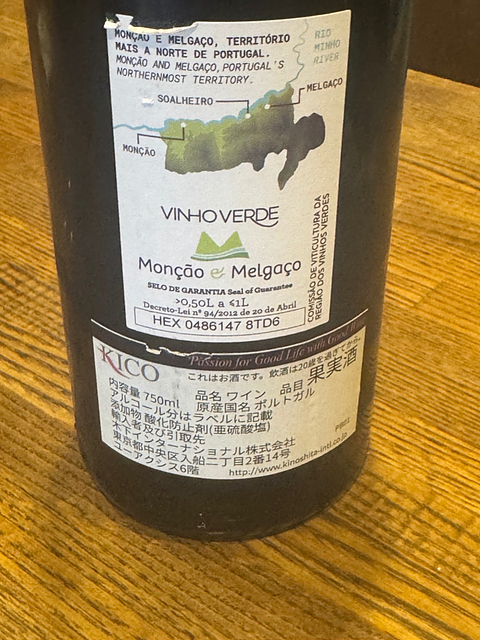 MONÇÃO E MELGAÇO, TERRITÓRIO
MAIS A NORTE DE PORTUGAL.
MONÇÃO AND MELGAÇO, PORTUGAL'S
NORTHERNMOST TERRITORY.
RIO
MINHO
RIVER
MELGAÇO
SOALHEIRO
MONÇÃO
VINHO VERDE
Monção e Melgaço
SELO DE GARANTIA Seal of Guarantee
>0,50L a ≤1L
Decreto-Lei nº 94/2012 de 20 de Abril
HEX 0486147 8TD6
COMISSÃO DE VITICULTURA DA
REGIÃO DOS VINHOS VERDES
KICO
Passion for Good Life with Good Wine
これはお酒です。飲酒は20歳を過ぎてから。
内容量 750ml 品名 ワイン 品目 果実酒
アルコール分はラベルに記載 原産国名 ポルトガル
添加物 酸化防止剤(亜硫酸塩)
輸入者及び引取先
木下インターナショナル株式会社
東京都中央区入船二丁目2番14号
ユーアクシス6階
http://www.kinoshita-intl.co.jp